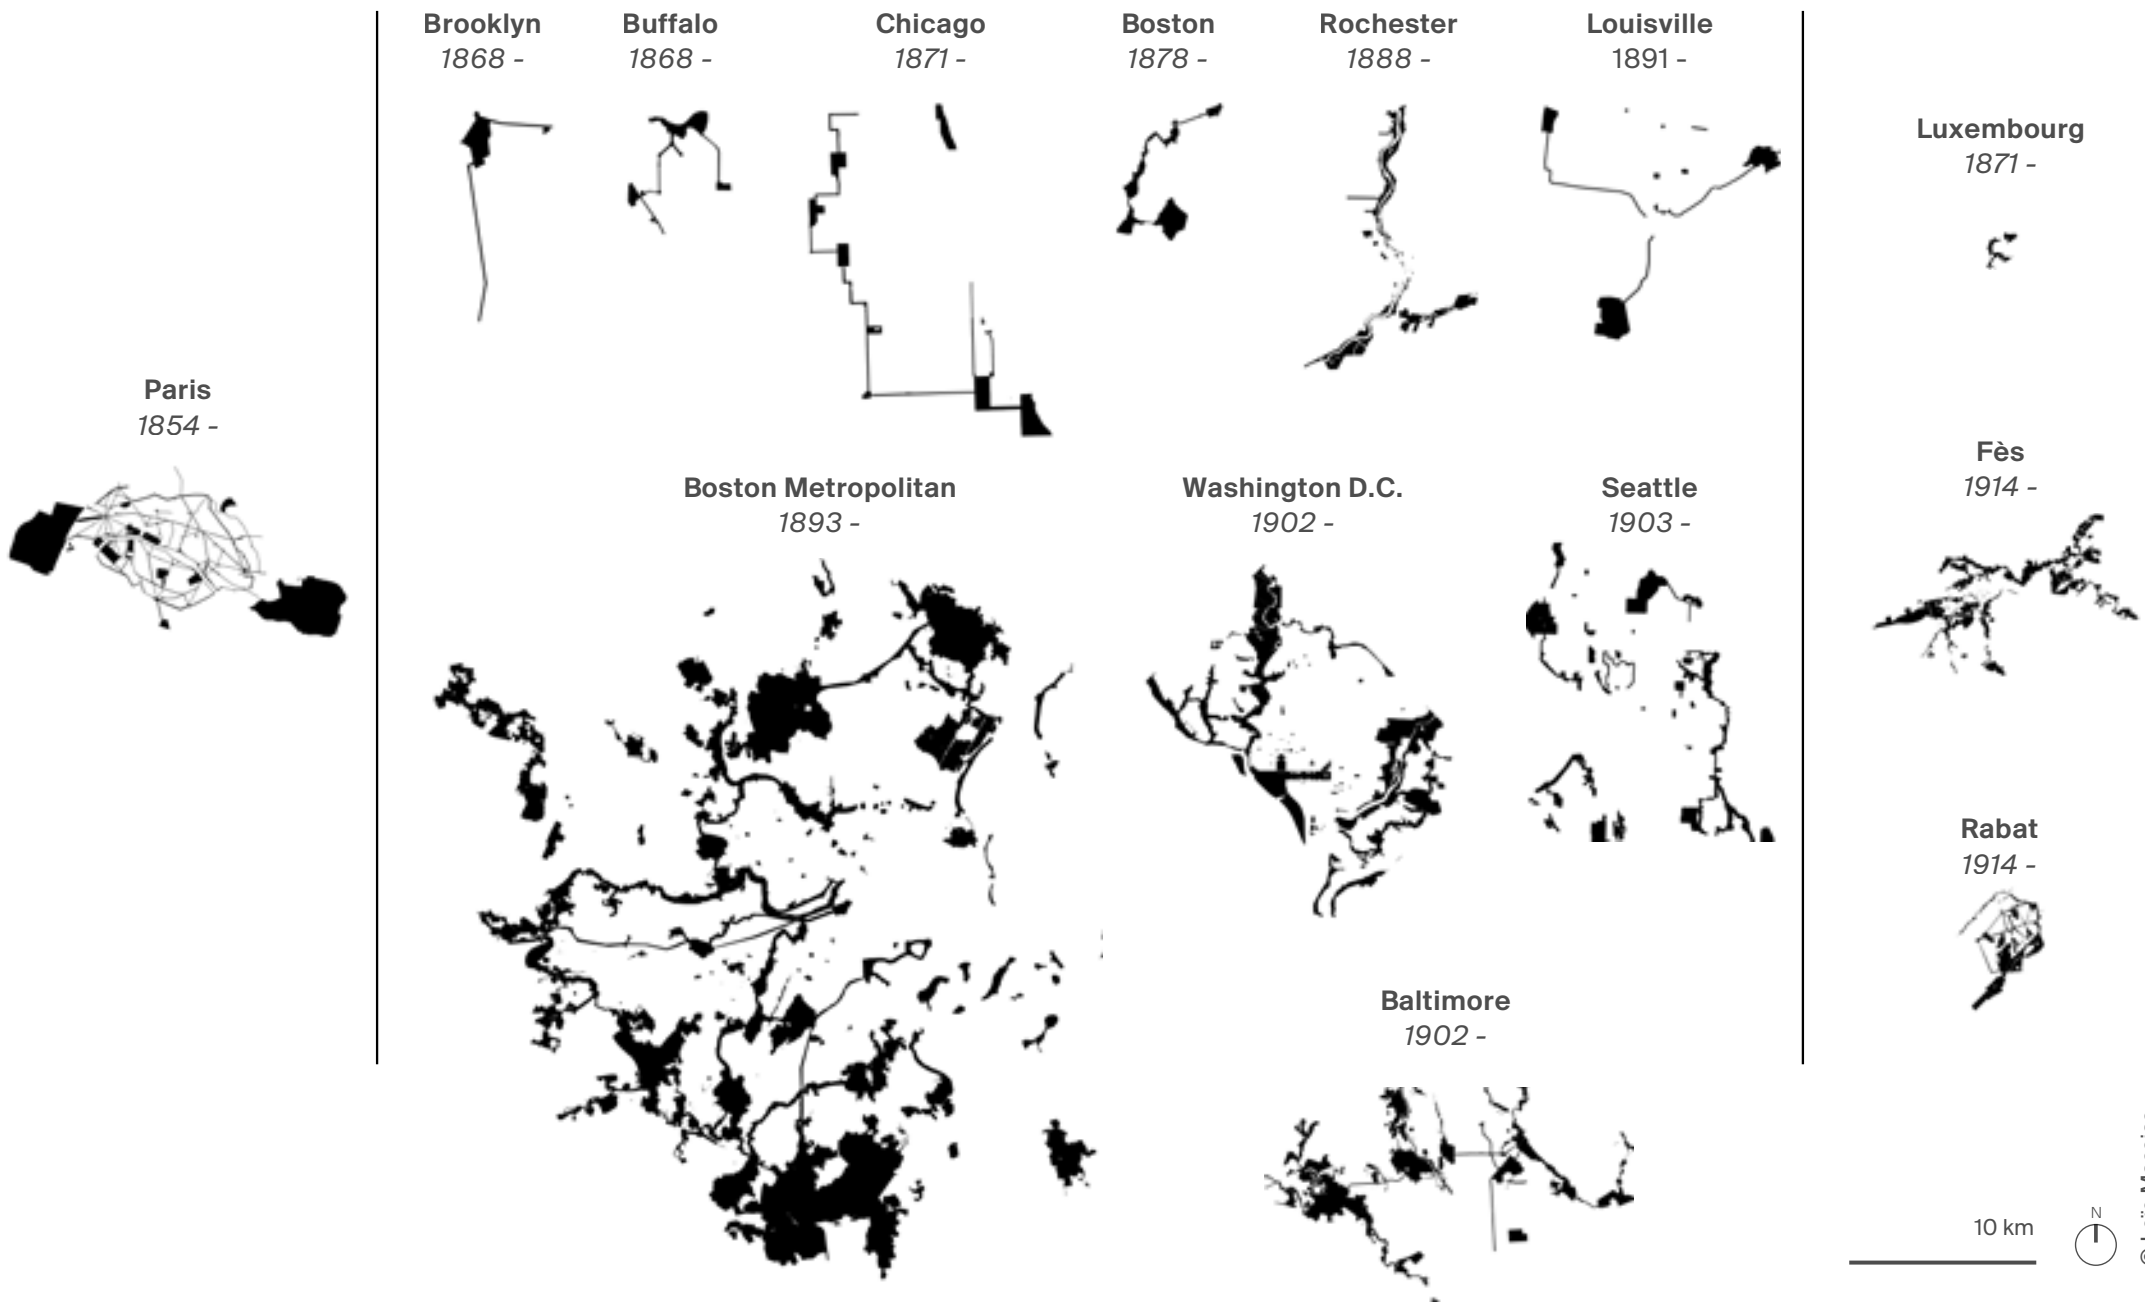 Brooklyn
1868 -
Buffalo
1868 -
Chicago
1871 -
Boston
1878 -
Rochester
1888 -
Louisville
1891 -
Luxembourg
1871 -
Paris
1854 -
Boston Metropolitan
1893 -
Washington D.C.
1902 -
Seattle
1903 -
Fès
1914 -
Rabat
1914 -
Baltimore
1902 -
10 km
N